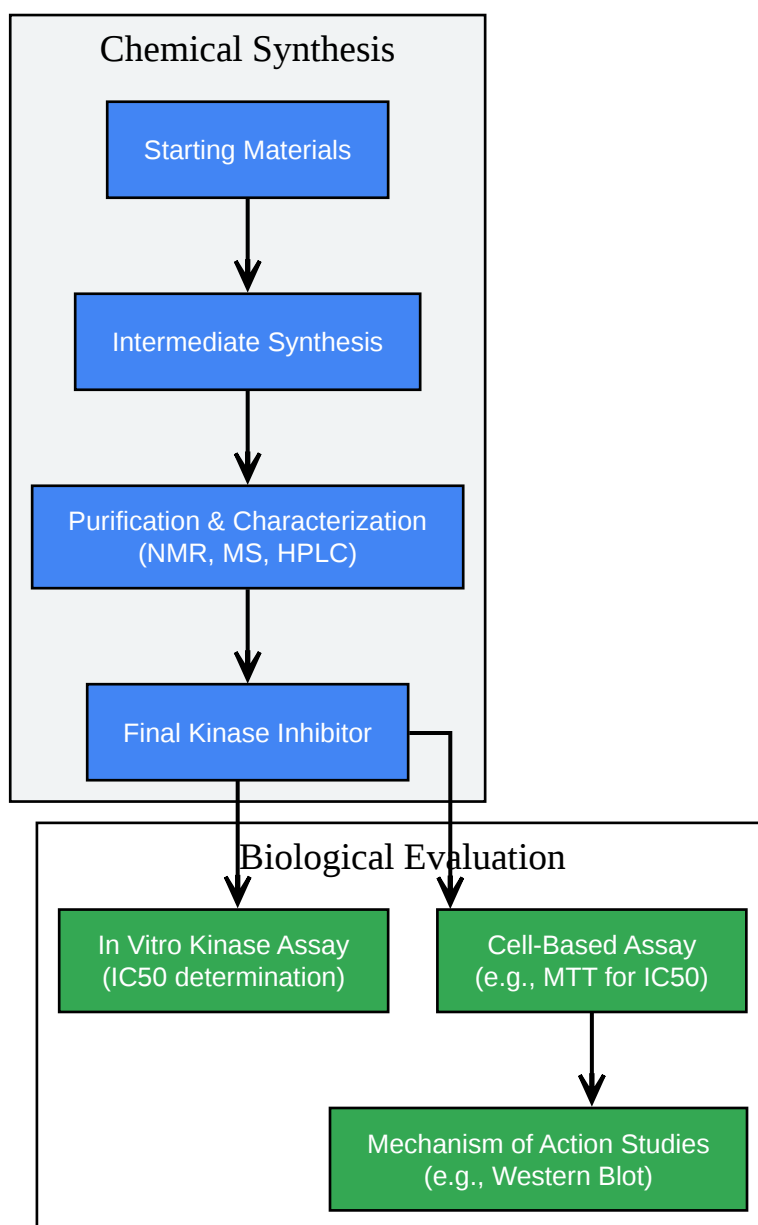 Chemical Synthesis
Starting Materials
Intermediate Synthesis
Purification & Characterization
(NMR, MS, HPLC)
Final Kinase Inhibitor
Biological Evaluation
In Vitro Kinase Assay
(IC50 determination)
Cell-Based Assay
(e.g., MTT for IC50)
Mechanism of Action Studies
(e.g., Western Blot)